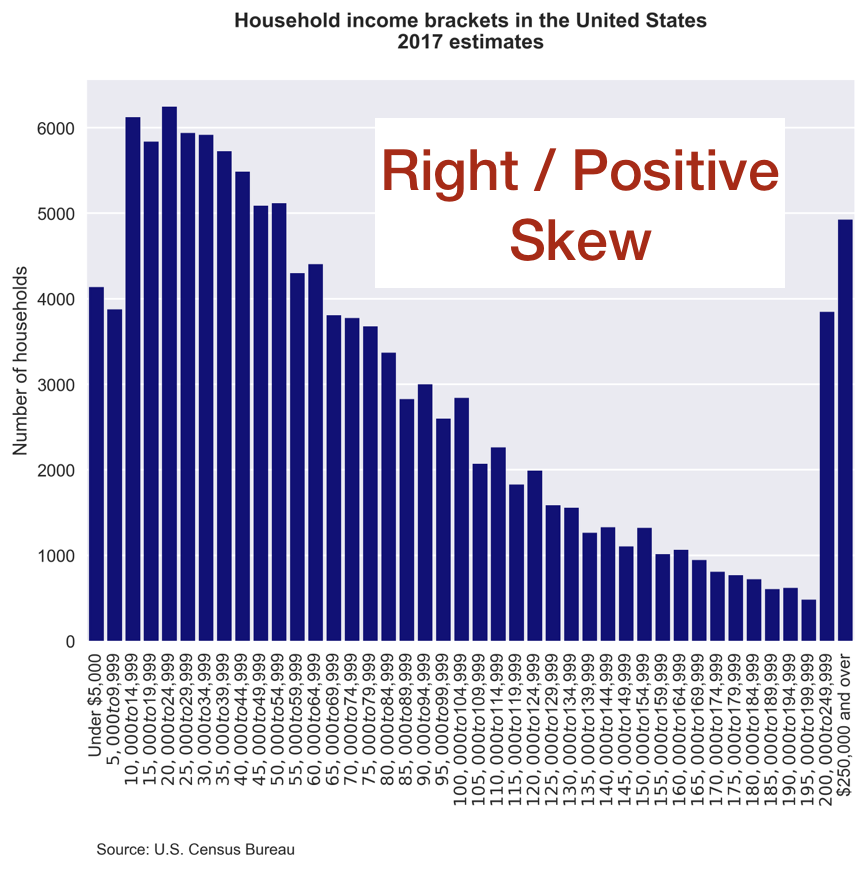 Household income brackets in the United States
2017 estimates
Right / Positive
Skew
Number of households
6000
5000
4000
3000
2000
1000
0
Under $5,000
5,000to9,999
10,000to14,999
15,000to19,999
20,000to24,999
25,000to29,999
30,000to34,999
35,000to39,999
40,000to44,999
45,000to49,999
50,000to54,999
55,000to59,999
60,000to64,999
65,000to69,999
70,000to74,999
75,000to79,999
80,000to84,999
85,000to89,999
90,000to94,999
95,000to99,999
100,000to104,999
105,000to109,999
110,000to114,999
115,000to119,999
120,000to124,999
125,000to129,999
130,000to134,999
135,000to139,999
140,000to144,999
145,000to149,999
150,000to154,999
155,000to159,999
160,000to164,999
165,000to169,999
170,000to174,999
175,000to179,999
180,000to184,999
185,000to189,999
190,000to194,999
195,000to199,999
200,000to249,999
$250,000 and over
Source: U.S. Census Bureau